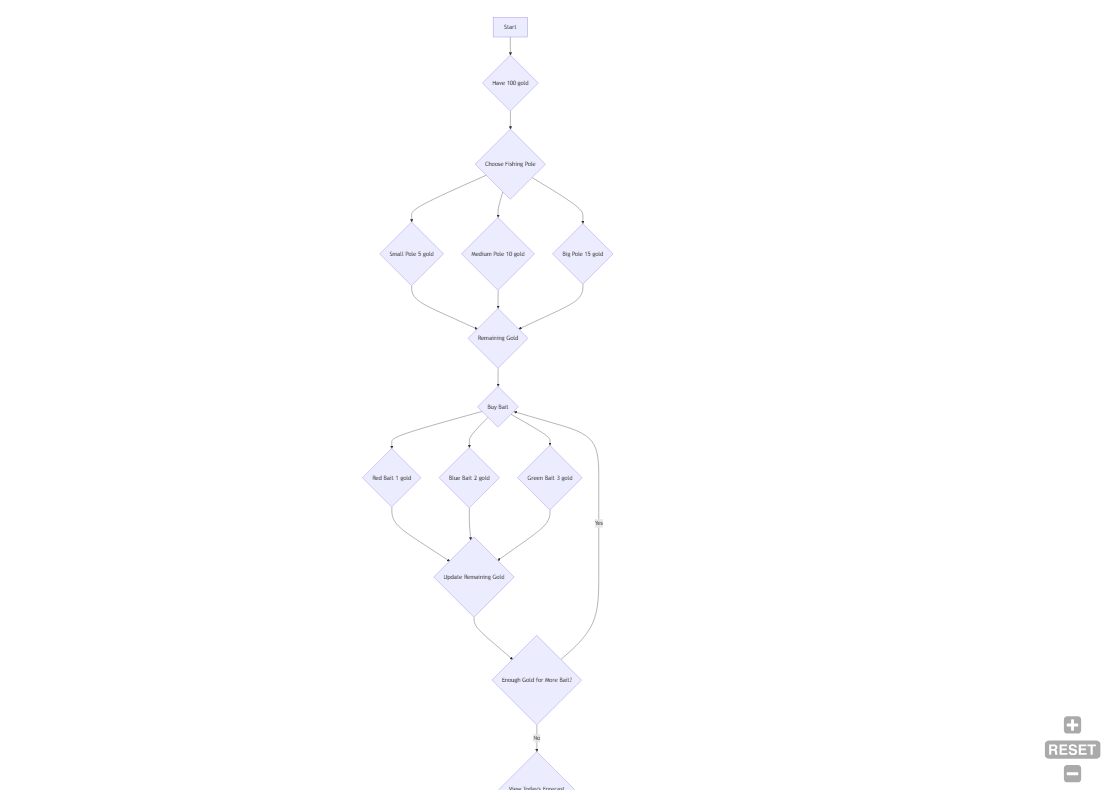 Start
Have 100 gold
Choose Fishing Pole
Small Pole 5 gold
Medium Pole 10 gold
Big Pole 15 gold
Remaining Gold
Buy Bait
Red Bait 1 gold
Blue Bait 2 gold
Green Bait 3 gold
Yes
Update Remaining Gold
Enough Gold for More Bait?
No
RESET
View Today's Forecast